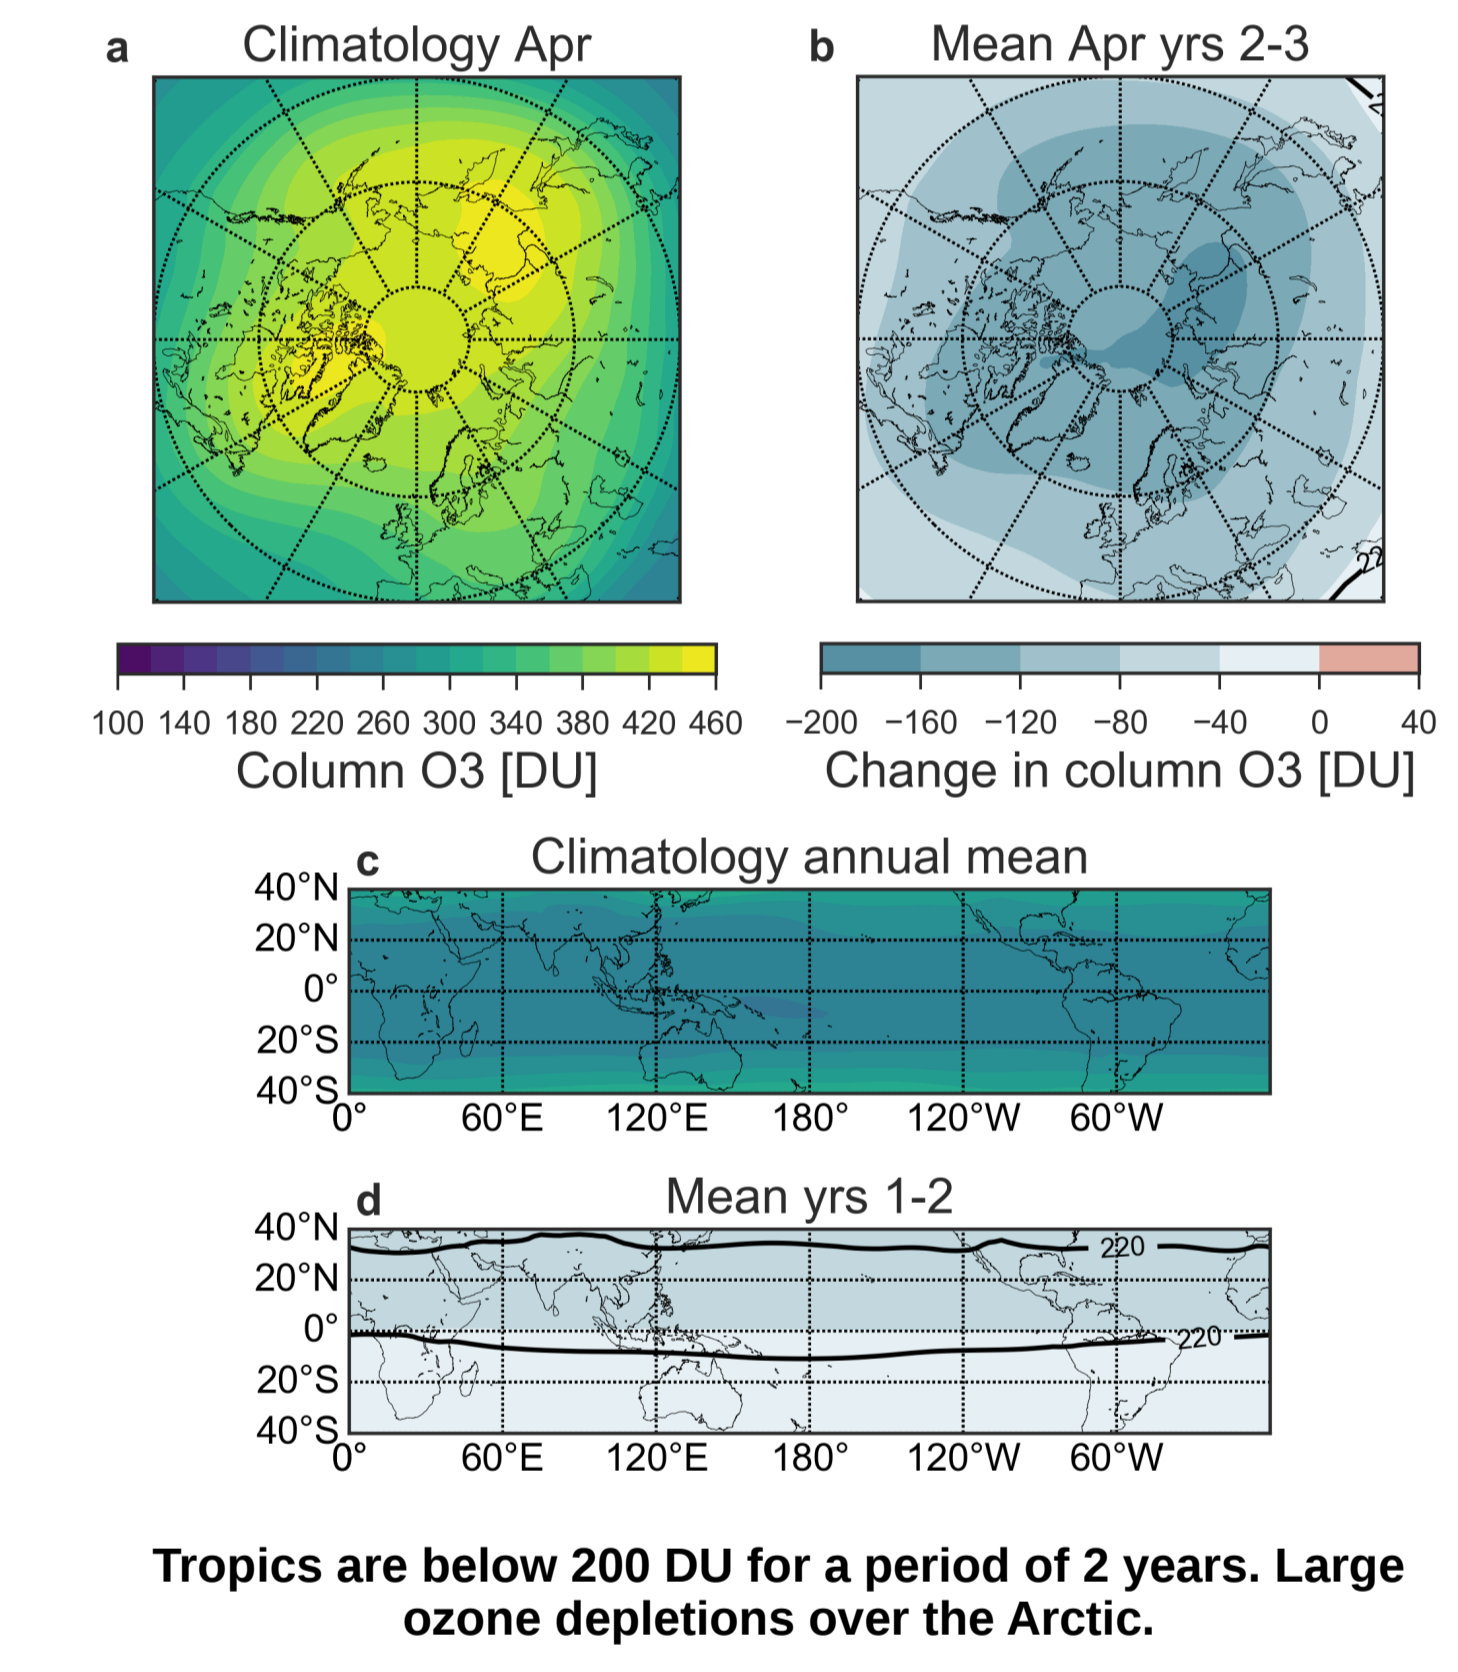 a Climatology Apr
b Mean Apr yrs 2-3
2
22
100 140 180 220 260 300 340 380 420 460
Column O3 [DU]
−200 −160 −120 −80 −40 0 40
Change in column O3 [DU]
c Climatology annual mean
40°N
20°N
0°
20°S
40°S
0° 60°E 120°E 180° 120°W 60°W
d Mean yrs 1-2
40°N
220
20°N
0°
220
20°S
40°S
0° 60°E 120°E 180° 120°W 60°W
Tropics are below 200 DU for a period of 2 years. Large
ozone depletions over the Arctic.